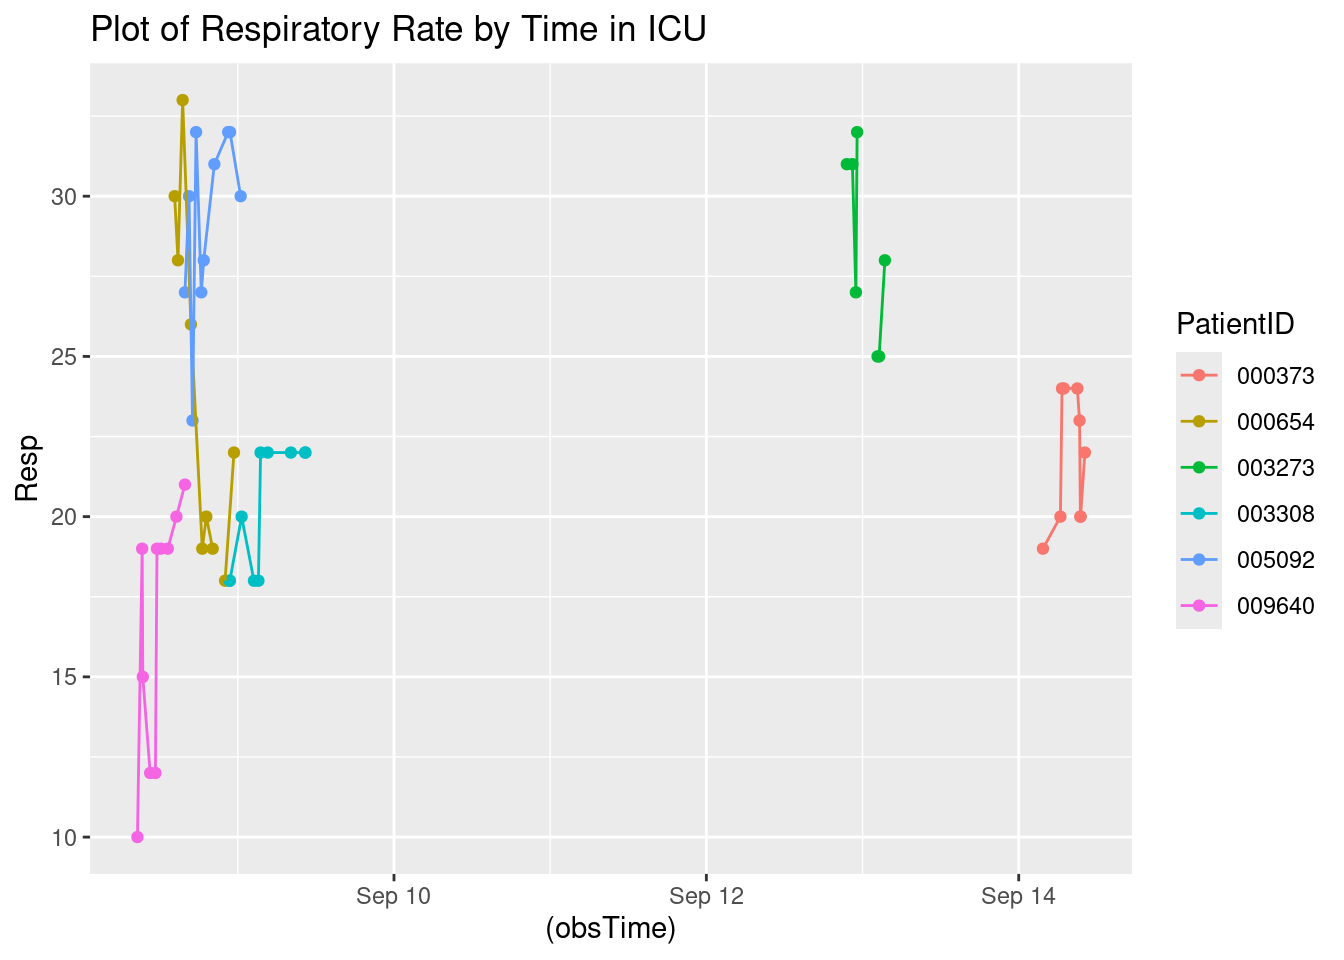 Plot of Respiratory Rate by Time in ICU
Resp
30
25
20
15
10
Sep 10
Sep 12
Sep 14
(obsTime)
PatientID
000373
000654
003273
003308
005092
009640